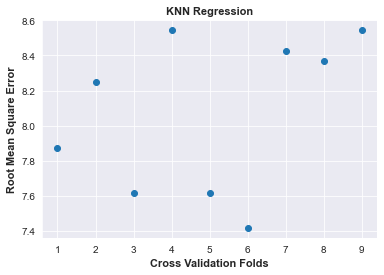 KNN Regression
Root Mean Square Error
8.6
8.4
8.2
8.0
7.8
7.6
7.4
1 2 3 4 5 6 7 8 9
Cross Validation Folds